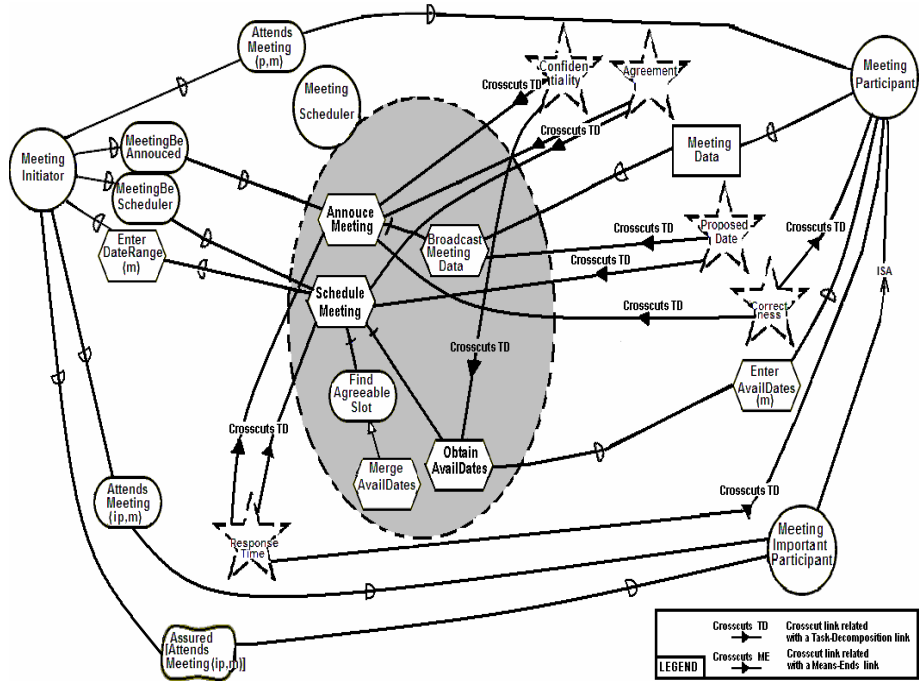 Attends
Meeting
(p,m)
Meeting
Scheduler
Confiden
tiality
Agreement
Meeting
Participant
Crosscuts TD
Crosscuts TD
Meeting
Initiator
MeetingBe
Annouced
MeetingBe
Scheduler
Meeting
Data
Enter
DateRange
(m)
Annouce
Meeting
Broadcast
Meeting
Data
Proposed
Date
Crosscuts TD
Crosscuts TD
Crosscuts TD
ISA
Schedule
Meeting
Correct
ness
Crosscuts TD
Crosscuts TD
Find
Agreeable
Slot
Enter
AvailDates
(m)
Crosscuts TD
Merge
AvailDates
Obtain
AvailDates
Attends
Meeting
(ip,m)
Crosscuts TD
Response
Time
Meeting
Important
Participant
Assured
[Attends
Meeting(ip,m)]
Crosscuts TD
Crosscut link related
with a Task-Decomposition link
Crosscuts ME
Crosscut link related
with a Means-Ends link
LEGEND